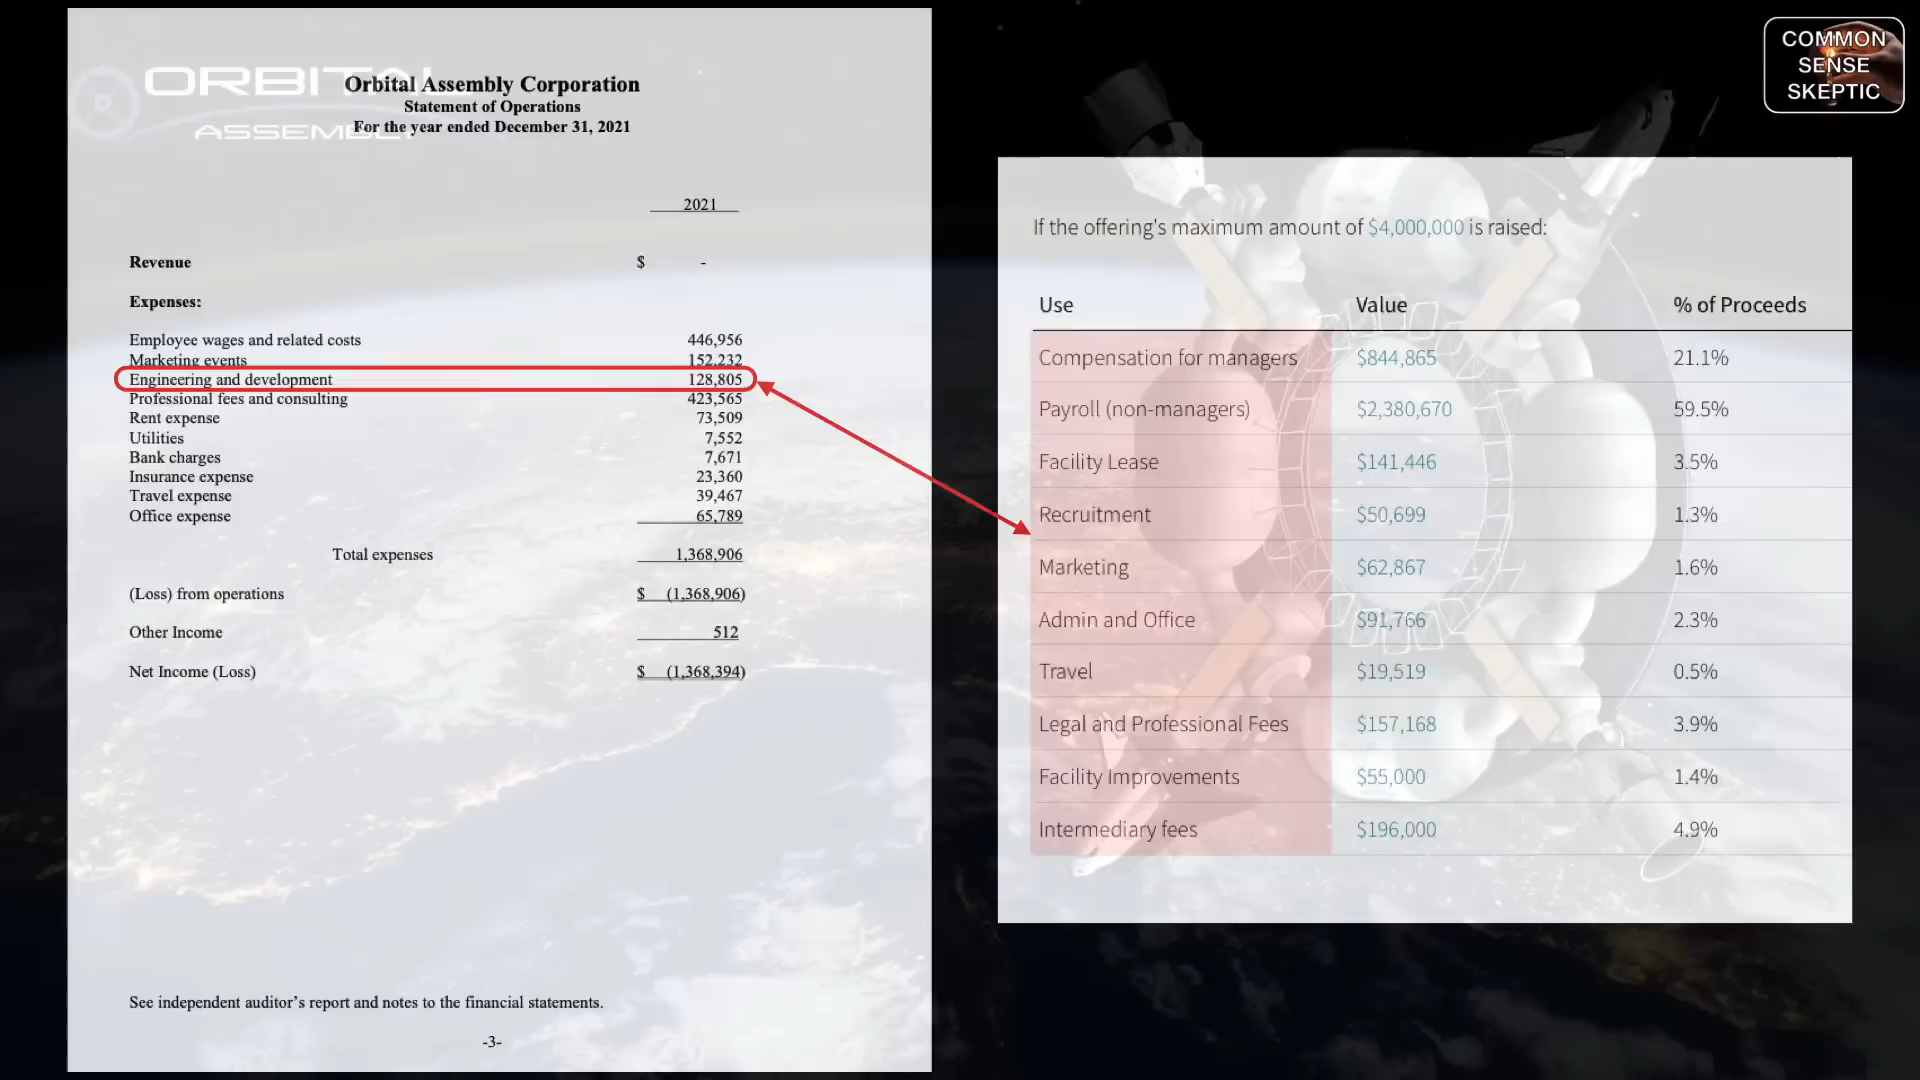 ORBITAL
ASSEMBLY
Orbital Assembly Corporation
Statement of Operations
For the year ended December 31, 2021
2021
Revenue $ -
Expenses:
Employee wages and related costs 446,956
Marketing events 152,232
Engineering and development 128,805
Professional fees and consulting 423,565
Rent expense 73,509
Utilities 7,552
Bank charges 7,671
Insurance expense 23,360
Travel expense 39,467
Office expense 65,789
Total expenses 1,368,906
(Loss) from operations $ (1,368,906)
Other Income 512
Net Income (Loss) $ (1,368,394)
See independent auditor's report and notes to the financial statements.
-3-
COMMON
SENSE
SKEPTIC
If the offering's maximum amount of $4,000,000 is raised:
Use Value % of Proceeds
Compensation for managers $844,865 21.1%
Payroll (non-managers) $2,380,670 59.5%
Facility Lease $141,446 3.5%
Recruitment $50,699 1.3%
Marketing $62,867 1.6%
Admin and Office $91,766 2.3%
Travel $19,519 0.5%
Legal and Professional Fees $157,168 3.9%
Facility Improvements $55,000 1.4%
Intermediary fees $196,000 4.9%